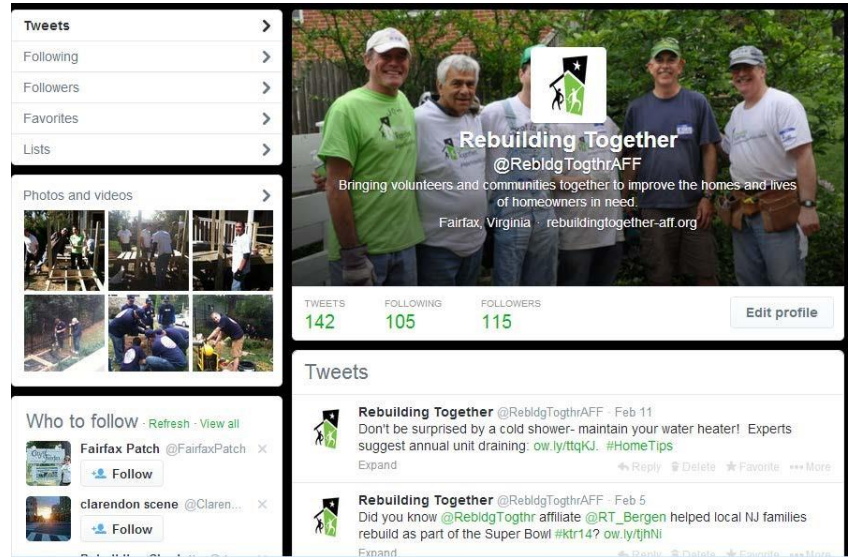 Tweets
Following
Followers
Favorites
Lists
Photos and videos
Who to follow · Refresh · View all
Fairfax Patch @FairfaxPatch
Follow
clarendon scene @Claren...
Follow
Rebuilding Together
@RebldgTogthrAFF
Bringing volunteers and communities together to improve the homes and lives
of homeowners in need.
Fairfax, Virginia · rebuildingtogether-aff.org
TWEETS FOLLOWING FOLLOWERS
142 105 115
Edit profile
Tweets
Rebuilding Together @RebldgTogthrAFF · Feb 11
Don't be surprised by a cold shower- maintain your water heater! Experts
suggest annual unit draining: ow.ly/ttqKJ. #HomeTips
Expand Reply Delete Favorite More
Rebuilding Together @RebldgTogthrAFF · Feb 5
Did you know @RebldgTogthr affiliate @RT_Bergen helped local NJ families
rebuild as part of the Super Bowl #ktr14? ow.ly/tjhNi
Expand Reply Delete Favorite More